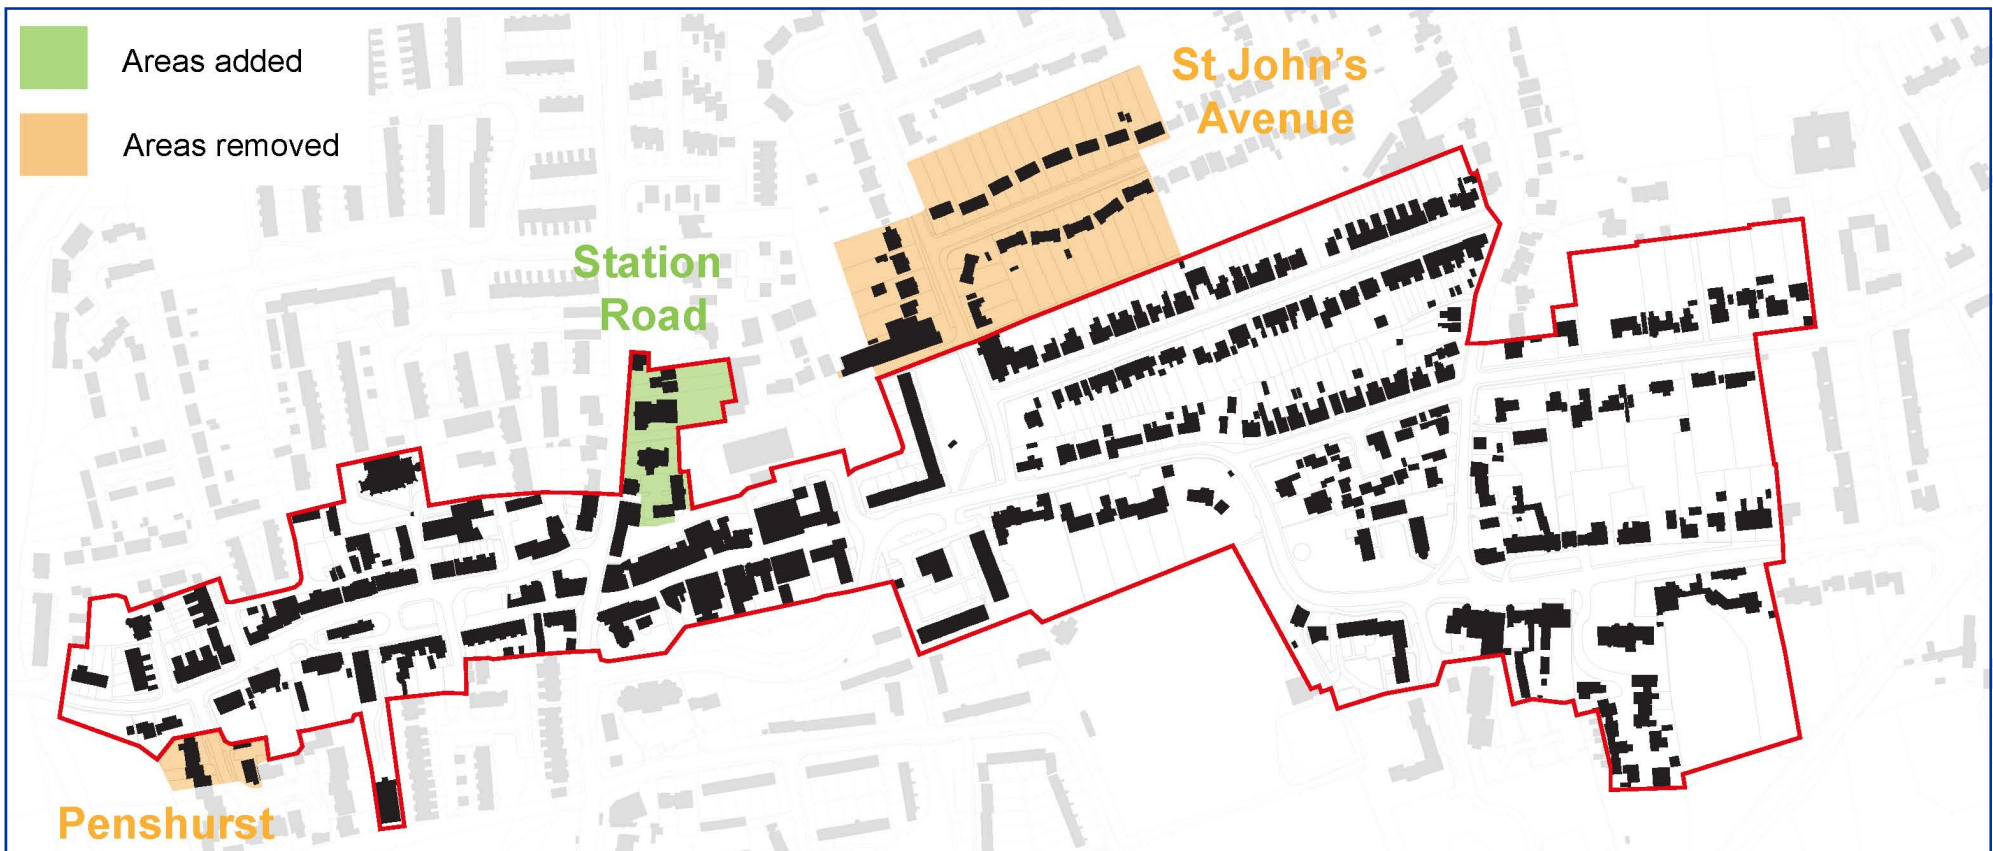 Areas added
Areas removed
St John’s
Avenue
Station
Road
Penshurst